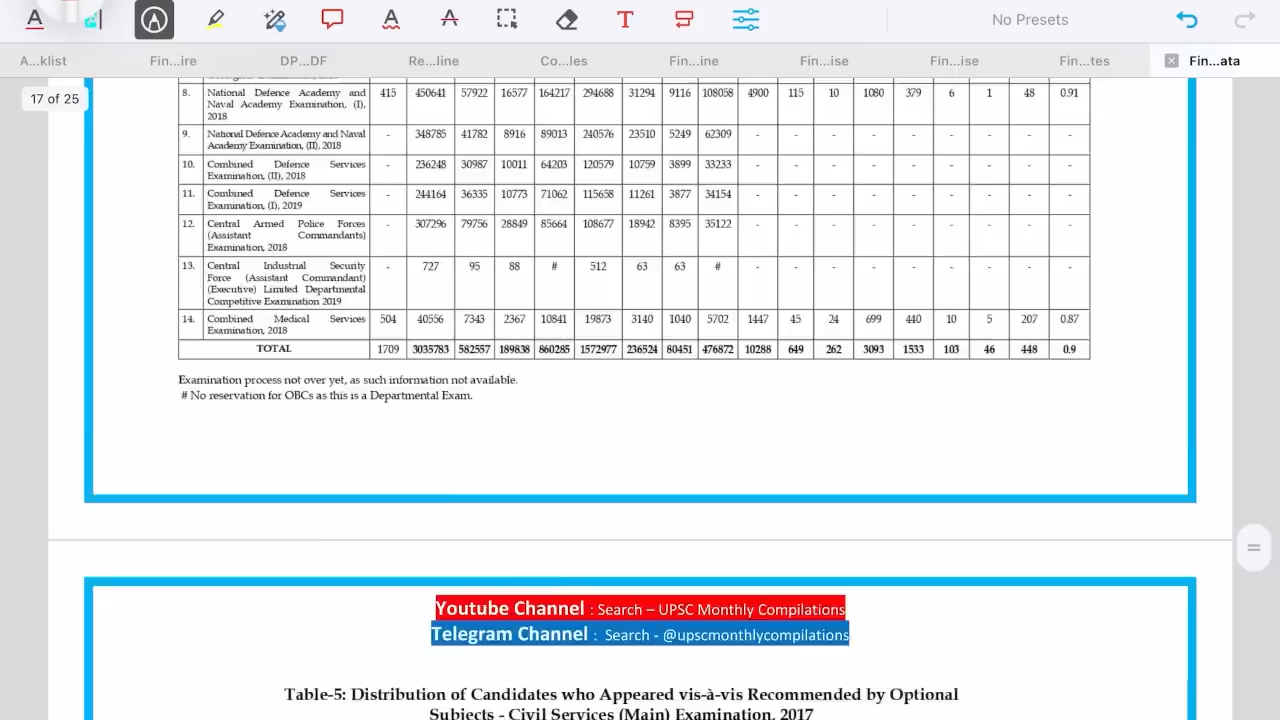 No Presets
A...klist Fin...ire DP...DF Re...line Co...les Fin...ine Fin...ise Fin...ise Fin...tes Fin...ata
17 of 25
8. National Defence Academy and 415 450641 57922 16577 164217 294688 31294 9116 108058 4900 115 10 1080 379 6 1 48 0.91
Naval Academy Examination, (I),
2018
9. National Defence Academy and Naval - 348785 41782 8916 89013 240576 23510 5249 62309 - - - - - - - - -
Academy Examination, (II), 2018
10. Combined Defence Services - 236248 30987 10011 64203 120579 10759 3899 33233 - - - - - - - - -
Examination, (II), 2018
11. Combined Defence Services - 244164 36335 10773 71062 115658 11261 3877 34154 - - - - - - - - -
Examination, (I), 2019
12. Central Armed Police Forces - 307296 79756 28849 85664 108677 18942 8395 35122 - - - - - - - - -
(Assistant Commandants)
Examination, 2018
13. Central Industrial Security - 727 95 88 # 512 63 63 # - - - - - - - - -
Force (Assistant Commandant)
(Executive) Limited Departmental
Competitive Examination 2019
14. Combined Medical Services 504 40556 7343 2367 10841 19873 3140 1040 5702 1447 45 24 699 440 10 5 207 0.87
Examination, 2018
TOTAL 1709 3035783 582557 189838 860285 1572977 236524 80451 476872 10288 649 262 3093 1533 103 46 448 0.9
Examination process not over yet, as such information not available.
# No reservation for OBCs as this is a Departmental Exam.
Youtube Channel : Search – UPSC Monthly Compilations
Telegram Channel : Search - @upscmonthlycompilations
Table-5: Distribution of Candidates who Appeared vis-à-vis Recommended by Optional
Subjects - Civil Services (Main) Examination, 2017